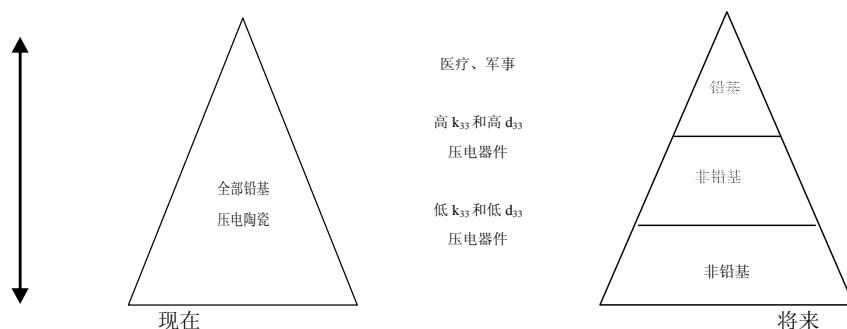 医疗、军事
铅基
高 k33 和高 d33
压电器件
全部铅基
压电陶瓷
非铅基
低 k33 和低 d33
压电器件
非铅基
现在
将来